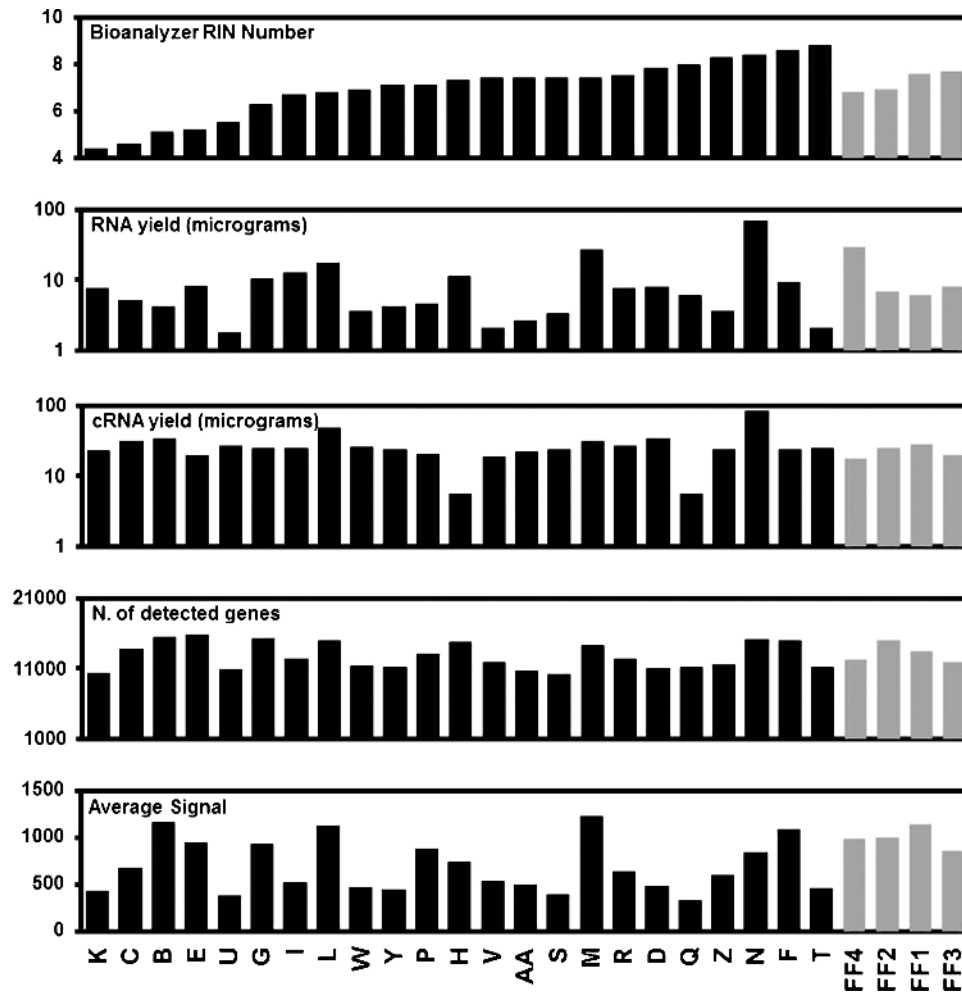 10
Bioanalyzer RIN Number
8
6
4
100
RNA yield (micrograms)
10
1
100
cRNA yield (micrograms)
10
1
21000
N. of detected genes
11000
1000
1500
Average Signal
1000
500
0
K C B E U G I L W Y P H V AA S M R D Q Z N F T FF4 FF2 FF1 FF3